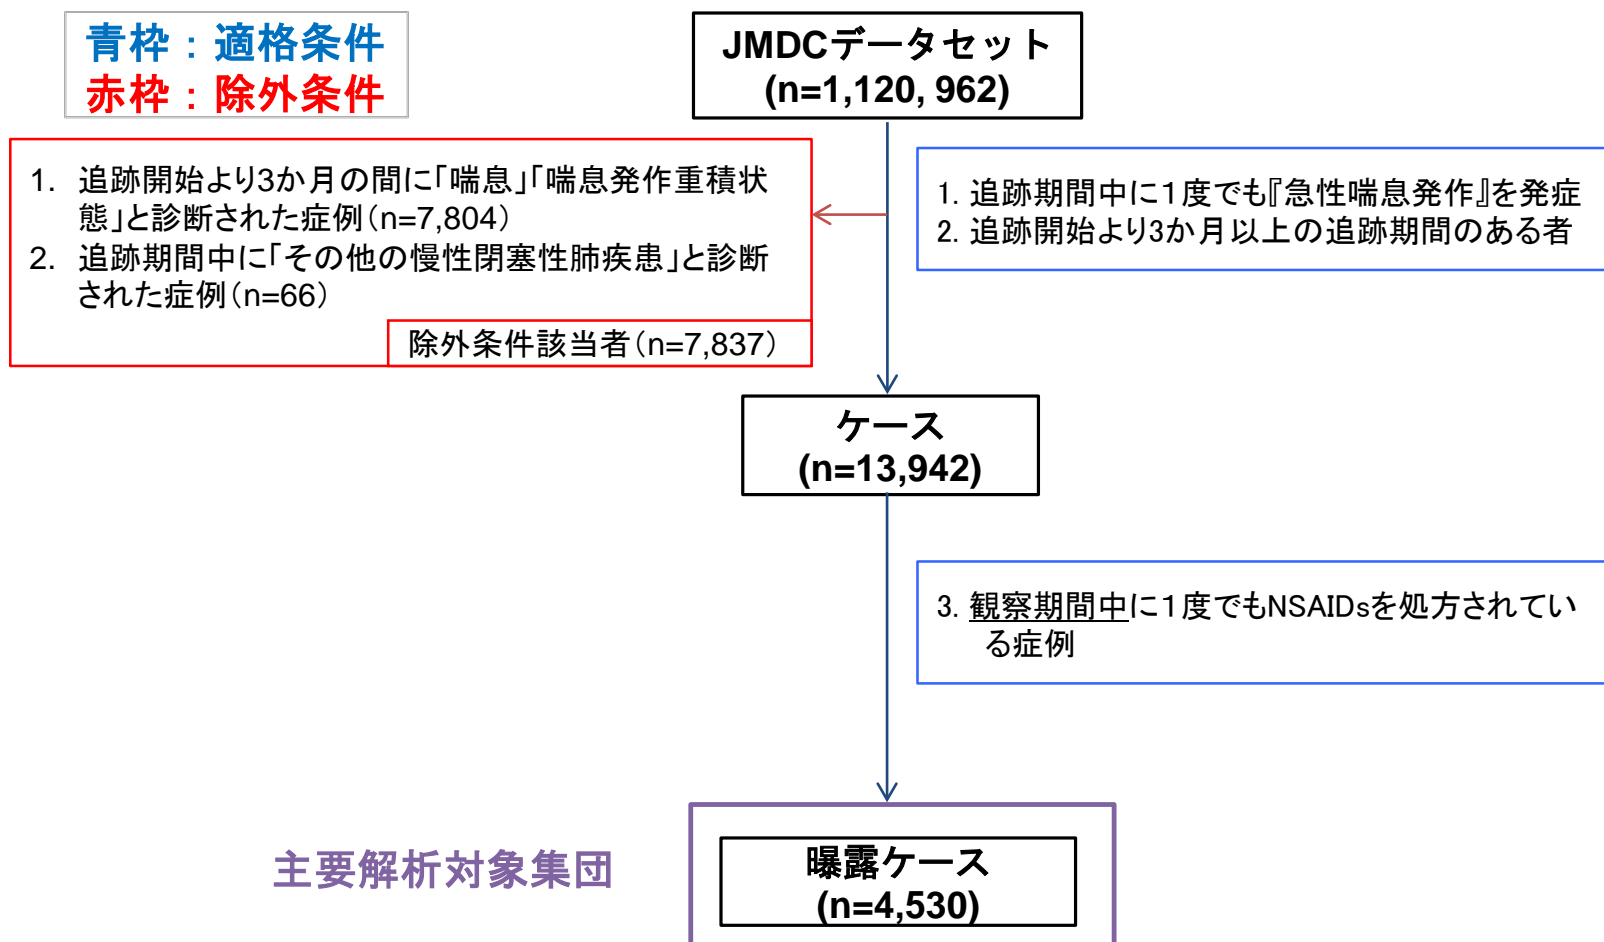 青枠：適格条件
赤枠：除外条件
JMDCデータセット
(n=1,120, 962)
1. 追跡開始より3か月の間に｢喘息｣｢喘息発作重積状
態｣と診断された症例（n=7,804）
2. 追跡期間中に｢その他の慢性閉塞性肺疾患｣と診断
された症例（n=66）
除外条件該当者（n=7,837）
1. 追跡期間中に１度でも『急性喘息発作』を発症
2. 追跡開始より3か月以上の追跡期間のある者
ケース
(n=13,942)
3. 観察期間中に１度でもNSAIDsを処方されてい
る症例
主要解析対象集団
曝露ケース
(n=4,530)